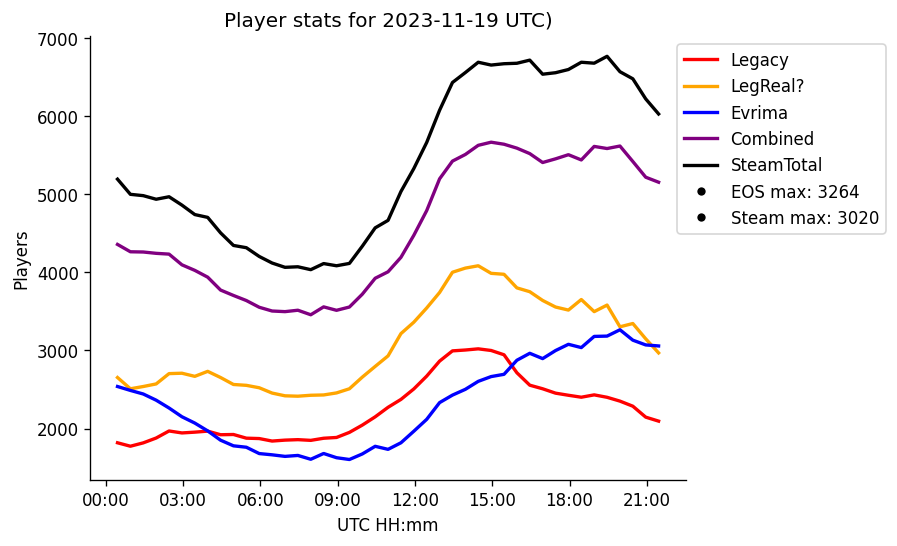 Player stats for 2023-11-19 UTC)
7000
6000
5000
4000
3000
2000
Players
00:00 03:00 06:00 09:00 12:00 15:00 18:00 21:00
UTC HH:mm
Legacy
LegReal?
Evrima
Combined
SteamTotal
EOS max: 3264
Steam max: 3020